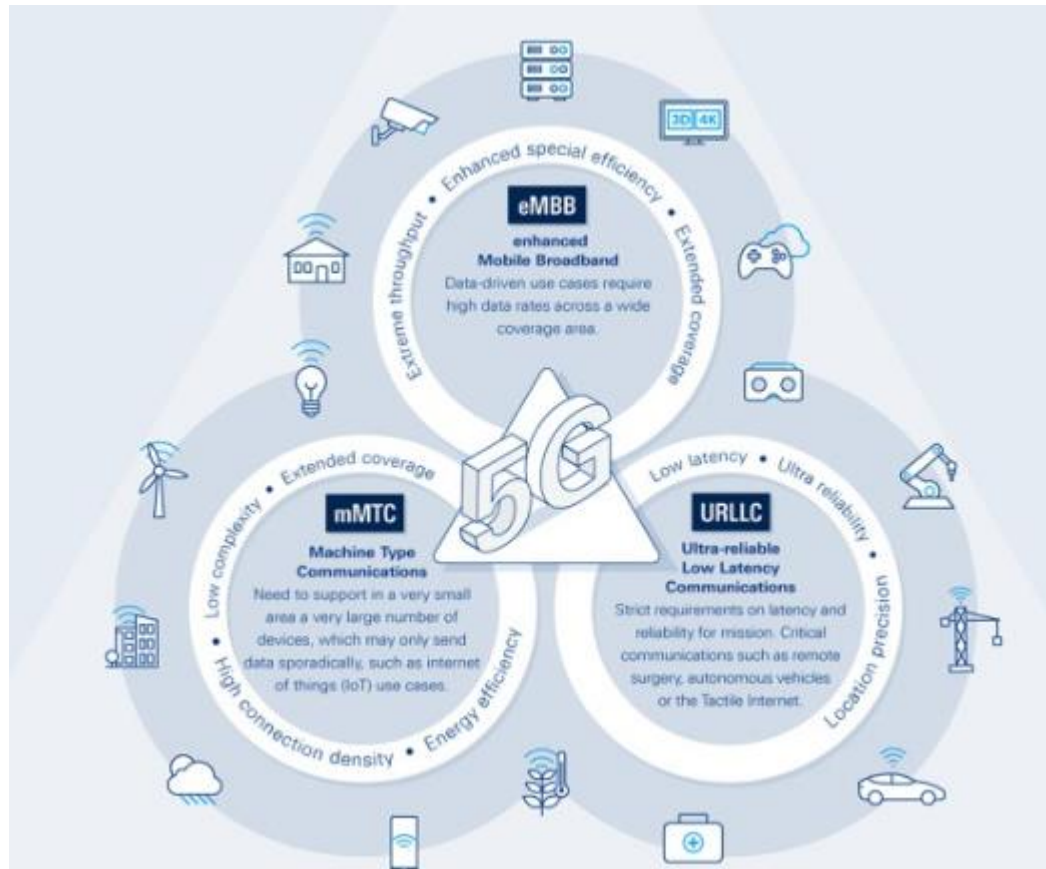 3D 4K
Extreme throughput • Enhanced special efficiency • Extended coverage
eMBB
enhanced
Mobile Broadband
Data-driven use cases require
high data rates across a wide
coverage area.
5G
Low complexity • Extended coverage
mMTC
Machine Type
Communications
Need to support in a very small
area a very large number of
devices, which may only send
data sporadically, such as internet
of things (IoT) use cases.
• High connection density • Energy efficiency
Low latency • Ultra reliability • Location precision
URLLC
Ultra-reliable
Low Latency
Communications
Strict requirements on latency and
reliability for mission. Critical
communications such as remote
surgery, autonomous vehicles
or the Tactile Internet.